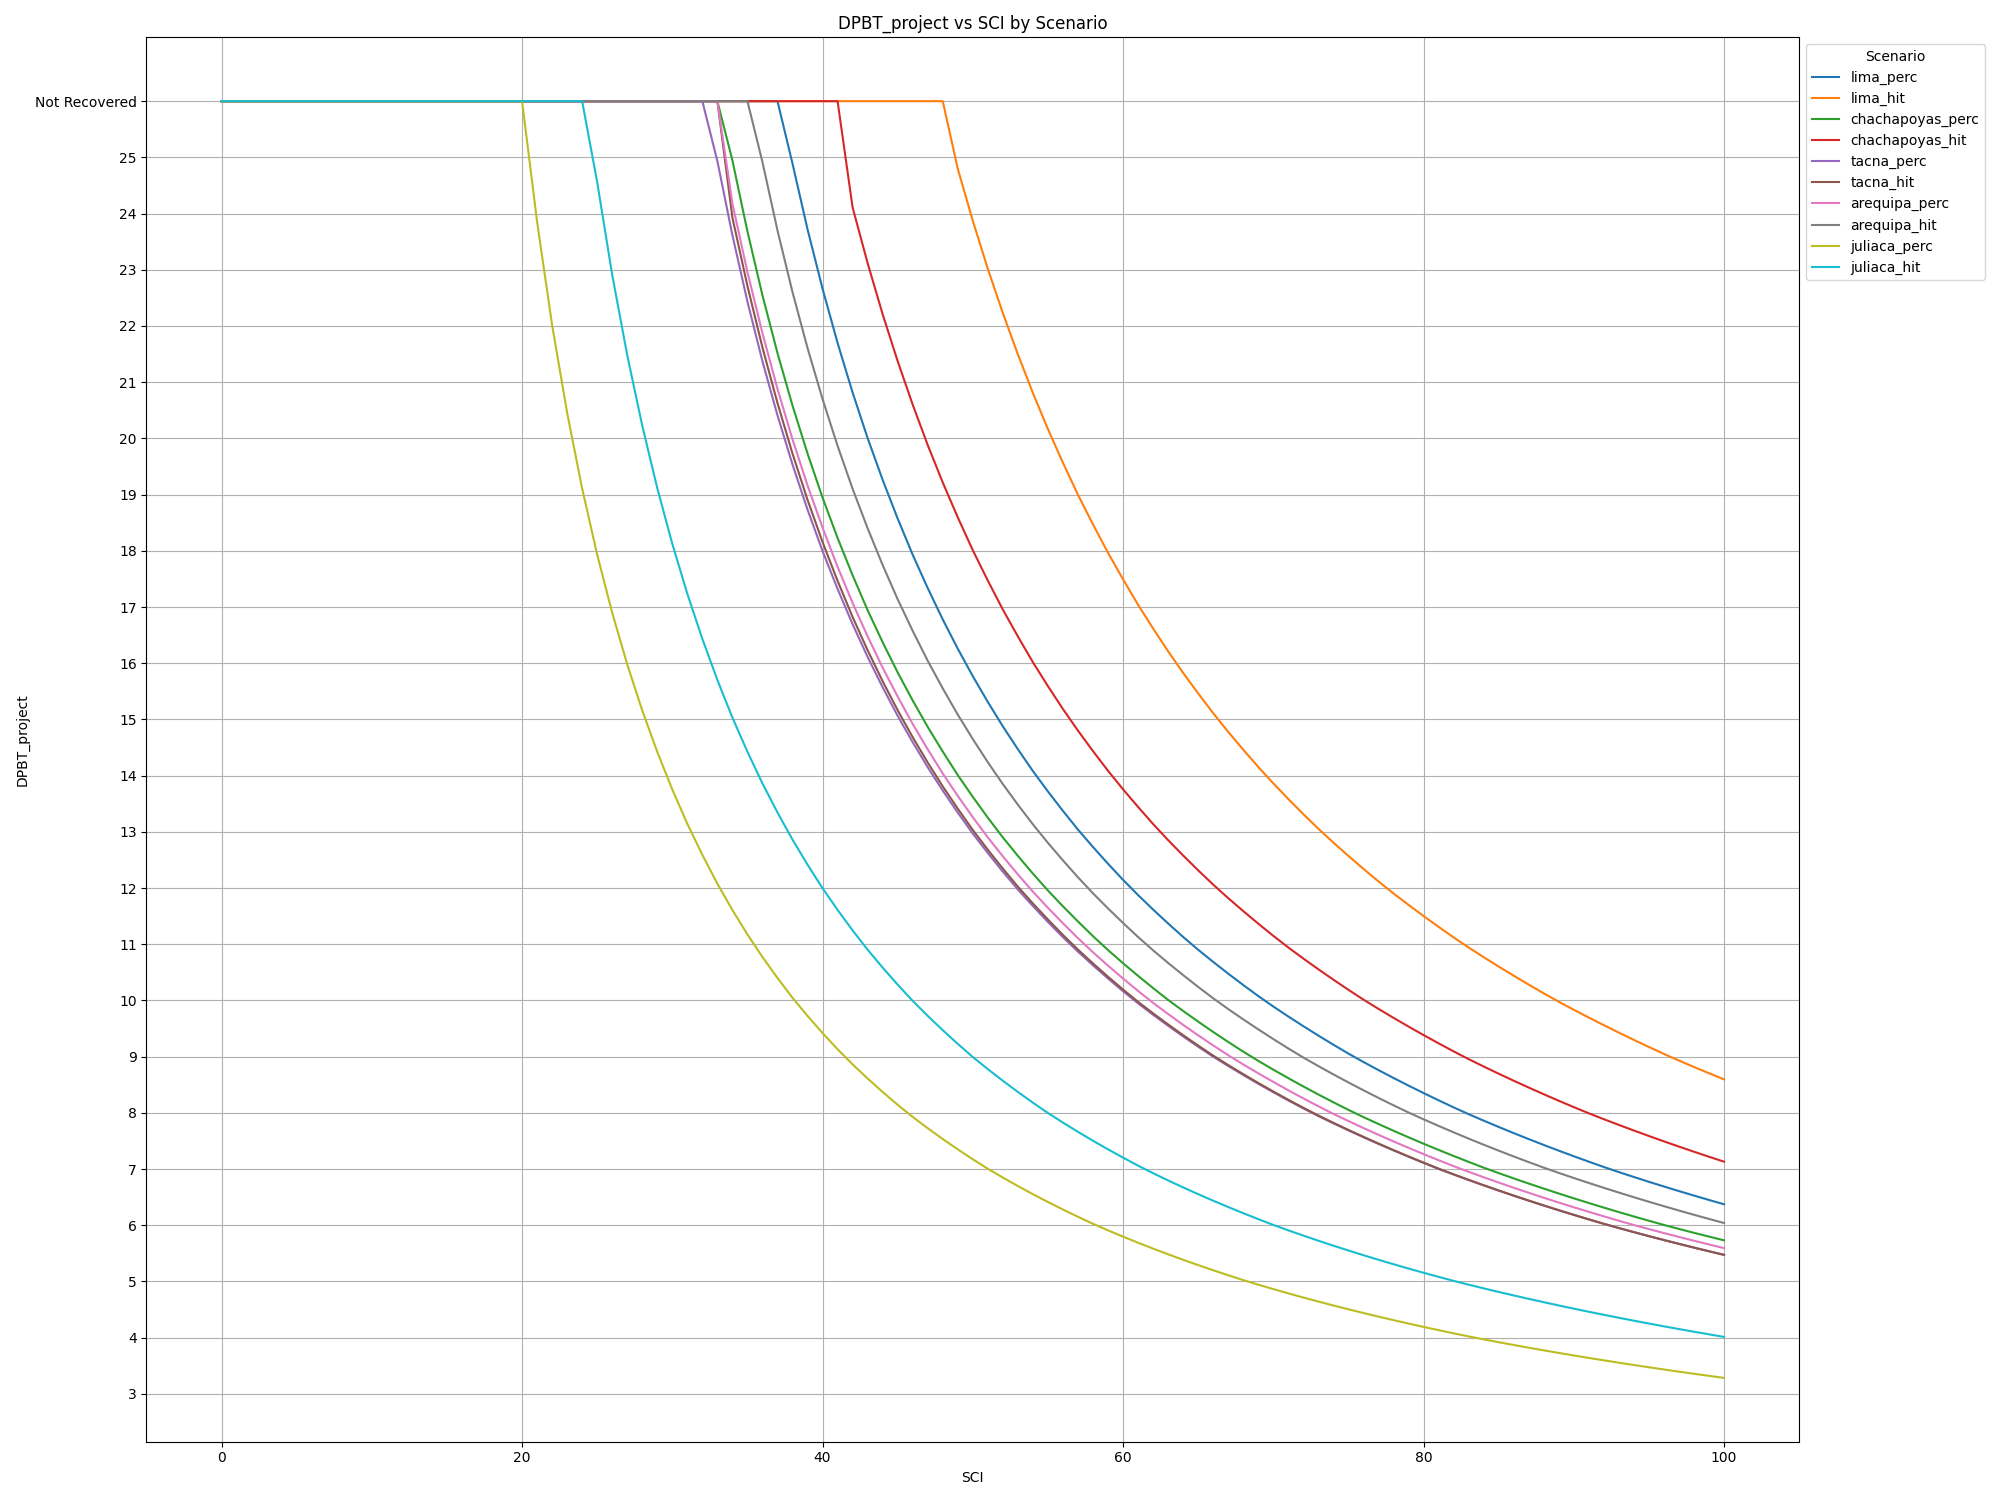 DPBT_project vs SCI by Scenario
Not Recovered
25
24
23
22
21
20
19
18
17
16
15
14
13
12
11
10
9
8
7
6
5
4
3
DPBT_project
0 20 40 60 80 100
SCI
Scenario
lima_perc
lima_hit
chachapoyas_perc
chachapoyas_hit
tacna_perc
tacna_hit
arequipa_perc
arequipa_hit
juliaca_perc
juliaca_hit